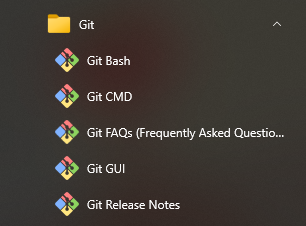 Git
Git Bash
Git CMD
Git FAQs (Frequently Asked Questio...
Git GUI
Git Release Notes